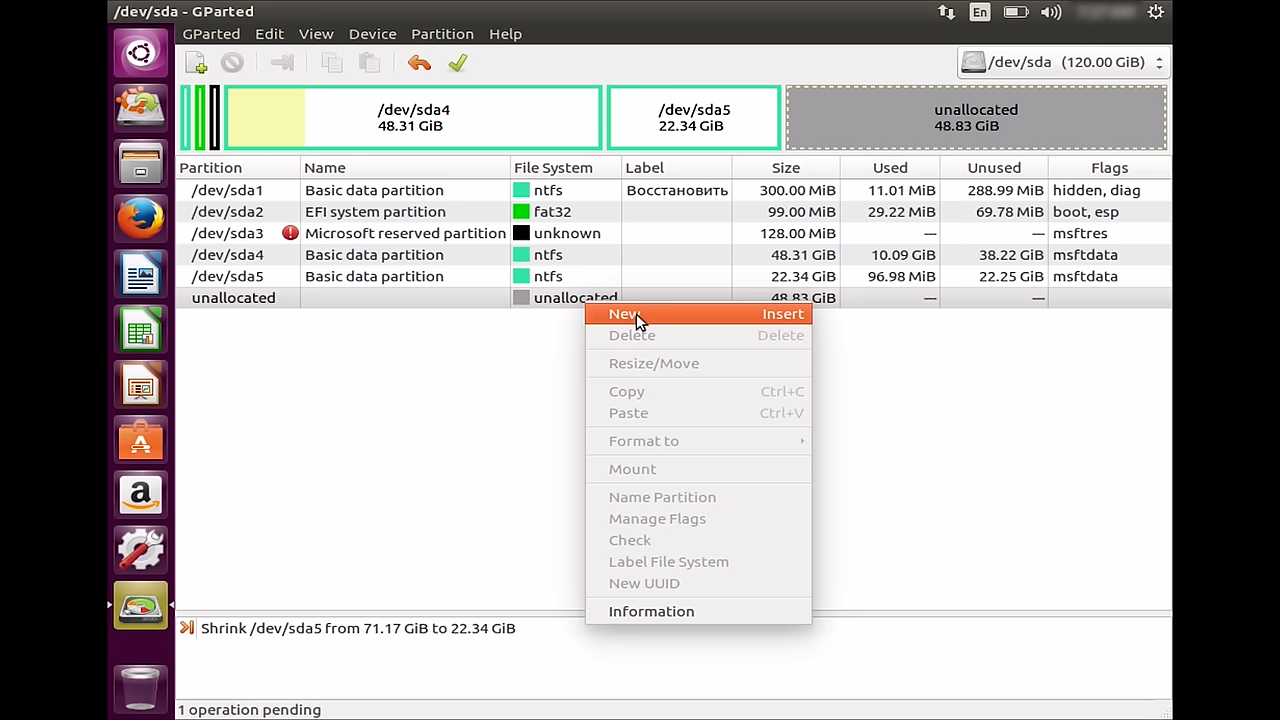 /dev/sda - GParted
En
GParted Edit View Device Partition Help
/dev/sda (120.00 GiB)
/dev/sda4
48.31 GiB
/dev/sda5
22.34 GiB
unallocated
48.83 GiB
Partition Name File System Label Size Used Unused Flags
/dev/sda1 Basic data partition ntfs Восстановить 300.00 MiB 11.01 MiB 288.99 MiB hidden, diag
/dev/sda2 EFI system partition fat32 99.00 MiB 29.22 MiB 69.78 MiB boot, esp
/dev/sda3 Microsoft reserved partition unknown 128.00 MiB — — msftres
/dev/sda4 Basic data partition ntfs 48.31 GiB 10.09 GiB 38.22 GiB msftdata
/dev/sda5 Basic data partition ntfs 22.34 GiB 96.98 MiB 22.25 GiB msftdata
unallocated unallocated 48.83 GiB — —
New Insert
Delete Delete
Resize/Move
Copy Ctrl+C
Paste Ctrl+V
Format to
Mount
Name Partition
Manage Flags
Check
Label File System
New UUID
Information
Shrink /dev/sda5 from 71.17 GiB to 22.34 GiB
1 operation pending